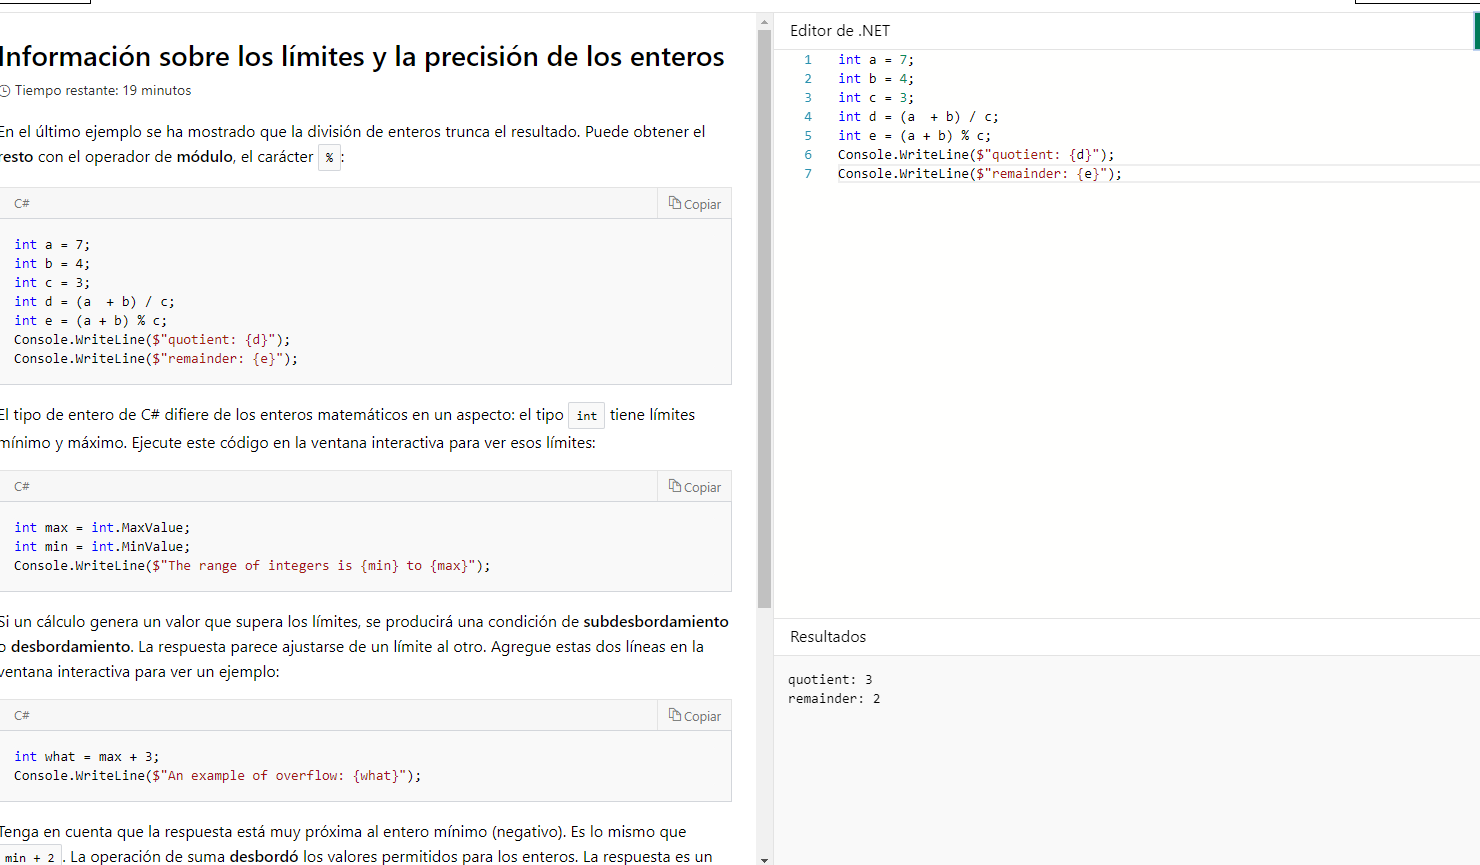 Información sobre los límites y la precisión de los enteros
Tiempo restante: 19 minutos
En el último ejemplo se ha mostrado que la división de enteros trunca el resultado. Puede obtener el
resto con el operador de módulo, el carácter % :
C#
Copiar
int a = 7;
int b = 4;
int c = 3;
int d = (a  + b) / c;
int e = (a + b) % c;
Console.WriteLine($"quotient: {d}");
Console.WriteLine($"remainder: {e}");
El tipo de entero de C# difiere de los enteros matemáticos en un aspecto: el tipo int tiene límites
mínimo y máximo. Ejecute este código en la ventana interactiva para ver esos límites:
C#
Copiar
int max = int.MaxValue;
int min = int.MinValue;
Console.WriteLine($"The range of integers is {min} to {max}");
Si un cálculo genera un valor que supera los límites, se producirá una condición de subdesbordamiento
o desbordamiento. La respuesta parece ajustarse de un límite al otro. Agregue estas dos líneas en la
ventana interactiva para ver un ejemplo:
C#
Copiar
int what = max + 3;
Console.WriteLine($"An example of overflow: {what}");
Tenga en cuenta que la respuesta está muy próxima al entero mínimo (negativo). Es lo mismo que
min + 2 . La operación de suma desbordó los valores permitidos para los enteros. La respuesta es un
Editor de .NET
1 int a = 7;
2 int b = 4;
3 int c = 3;
4 int d = (a  + b) / c;
5 int e = (a + b) % c;
6 Console.WriteLine($"quotient: {d}");
7 Console.WriteLine($"remainder: {e}");
Resultados
quotient: 3
remainder: 2